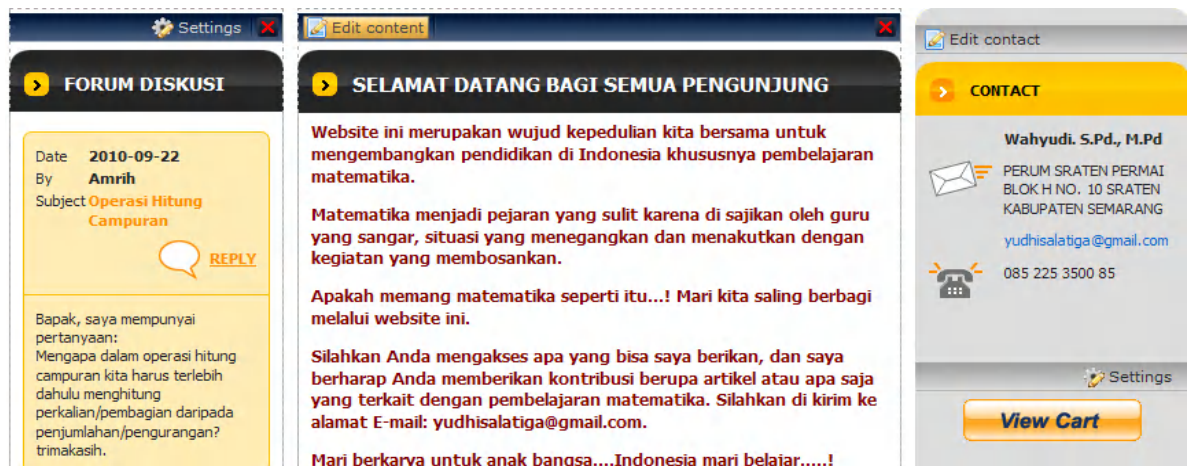 Settings
FORUM DISKUSI
Date 2010-09-22
By Amrih
Subject Operasi Hitung
Campuran
REPLY
Bapak, saya mempunyai
pertanyaan:
Mengapa dalam operasi hitung
campuran kita harus terlebih
dahulu menghitung
perkalian/pembagian daripada
penjumlahan/pengurangan?
trimakasih.
Edit content
SELAMAT DATANG BAGI SEMUA PENGUNJUNG
Website ini merupakan wujud kepedulian kita bersama untuk
mengembangkan pendidikan di Indonesia khususnya pembelajaran
matematika.
Matematika menjadi pejaran yang sulit karena di sajikan oleh guru
yang sangar, situasi yang menegangkan dan menakutkan dengan
kegiatan yang membosankan.
Apakah memang matematika seperti itu...! Mari kita saling berbagi
melalui website ini.
Silahkan Anda mengakses apa yang bisa saya berikan, dan saya
berharap Anda memberikan kontribusi berupa artikel atau apa saja
yang terkait dengan pembelajaran matematika. Silahkan di kirim ke
alamat E-mail: yudhisalatiga@gmail.com.
Mari berkarya untuk anak bangsa....Indonesia mari belajar.....!
Edit contact
CONTACT
Wahyudi. S.Pd., M.Pd
PERUM SRATEN PERMAI
BLOK H NO. 10 SRATEN
KABUPATEN SEMARANG
yudhisalatiga@gmail.com
085 225 3500 85
Settings
View Cart